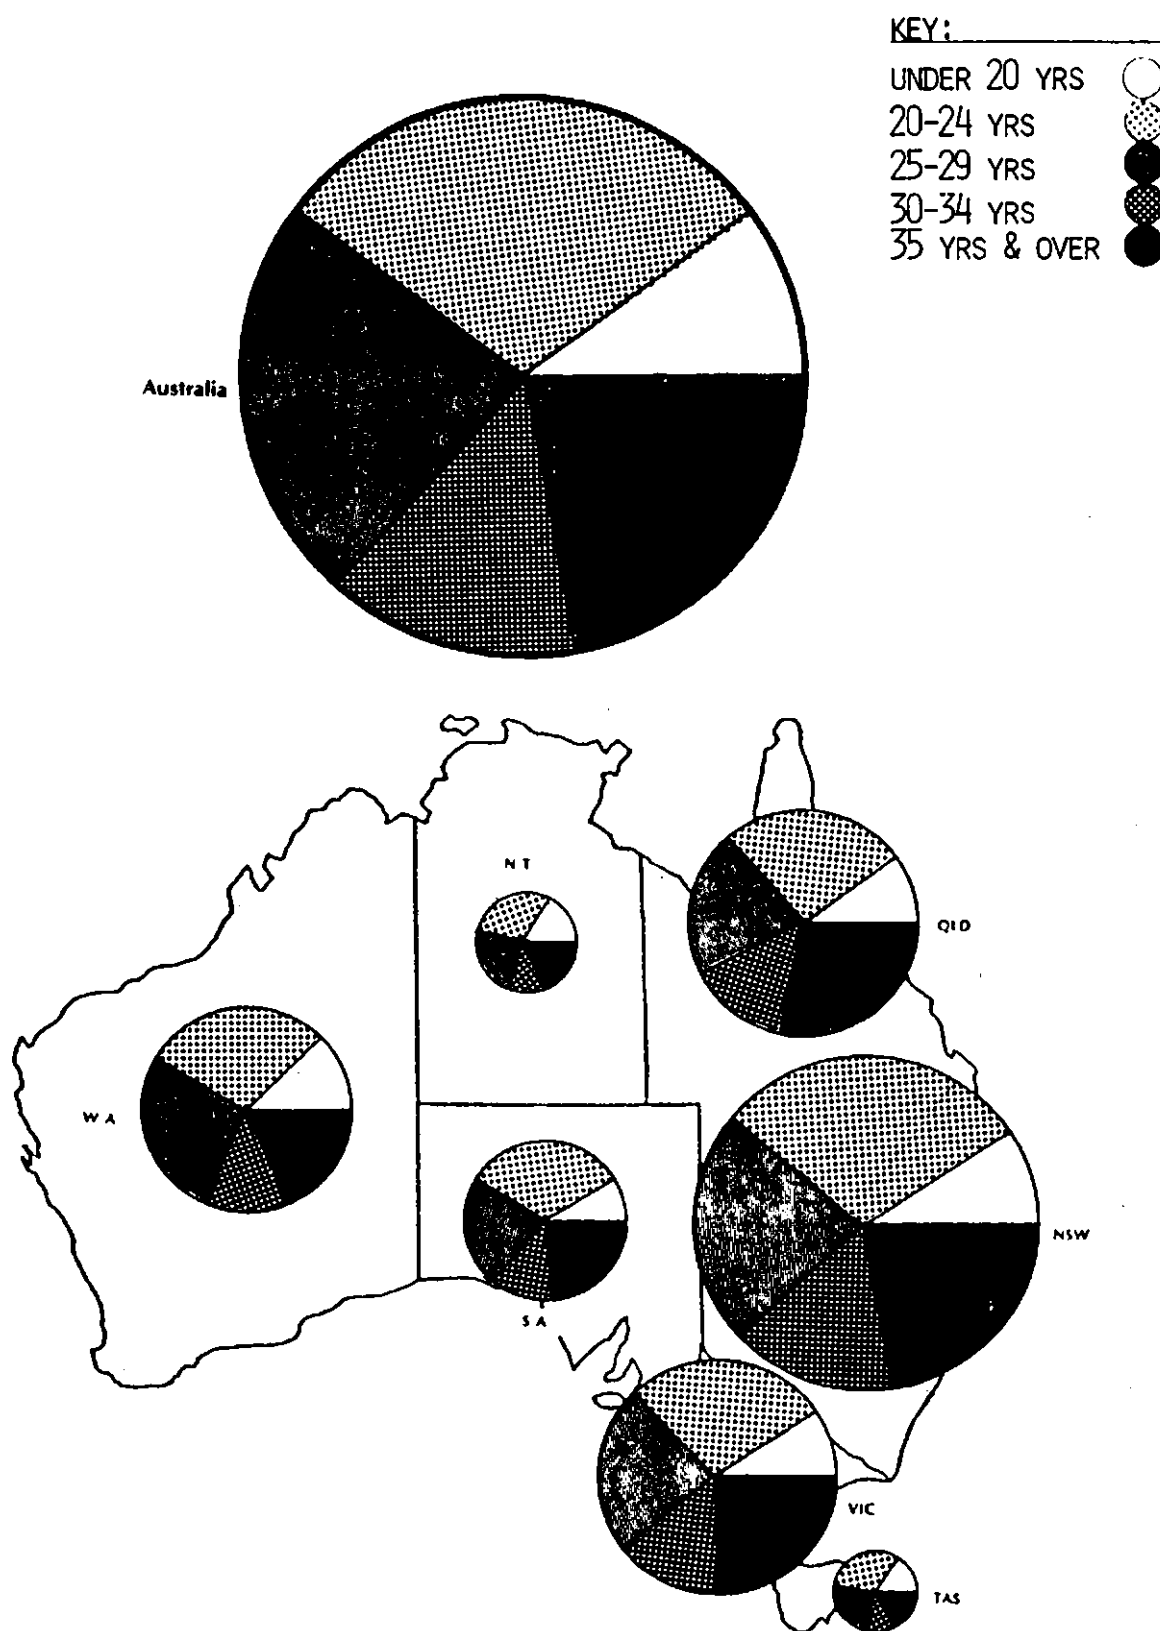 KEY:
UNDER 20 YRS
20-24 YRS
25-29 YRS
30-34 YRS
35 YRS & OVER
Australia
N T
QLD
W A
NSW
S A
VIC
TAS